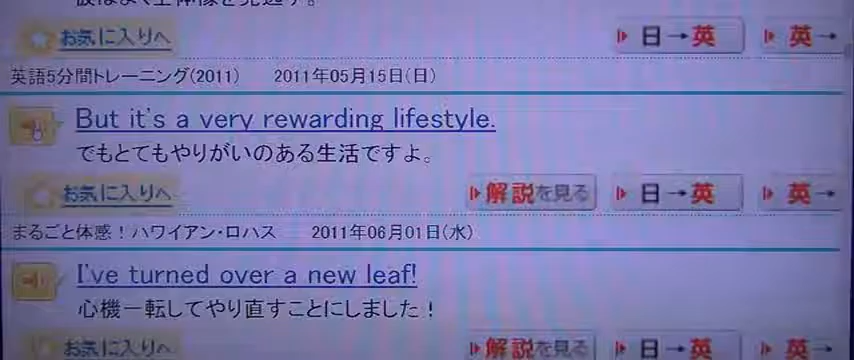 お気に入りへ 日→英 英→
英語5分間トレーニング(2011) 2011年05月15日(日)
But it's a very rewarding lifestyle.
でもとてもやりがいのある生活ですよ。
お気に入りへ 解説を見る 日→英 英→
まるごと体感！ハワイアン・ロハス 2011年06月01日(水)
I've turned over a new leaf!
心機一転してやり直すことにしました！
お気に入りへ 解説を見る 日→英 英→